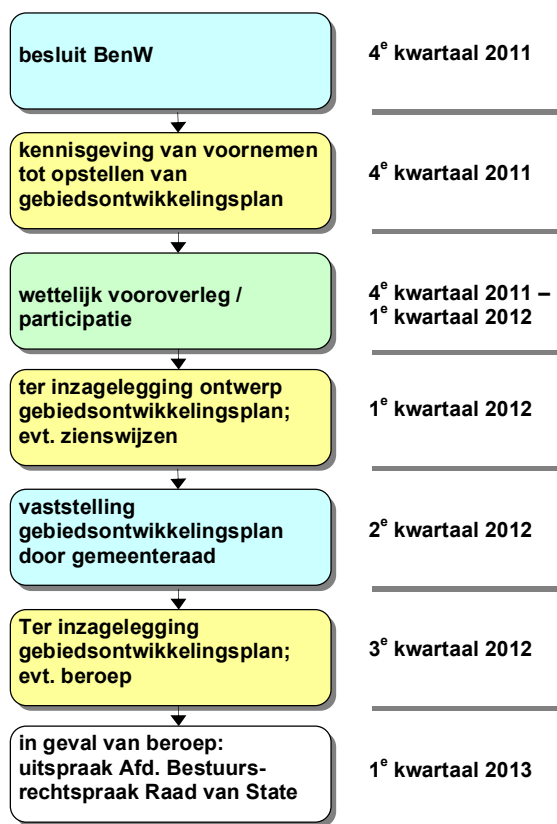 besluit BenW
4e kwartaal 2011
kennisgeving van voornemen
tot opstellen van
gebiedsontwikkelingsplan
4e kwartaal 2011
wettelijk vooroverleg /
participatie
4e kwartaal 2011 –
1e kwartaal 2012
ter inzagelegging ontwerp
gebiedsontwikkelingsplan;
evt. zienswijzen
1e kwartaal 2012
vaststelling
gebiedsontwikkelingsplan
door gemeenteraad
2e kwartaal 2012
Ter inzagelegging
gebiedsontwikkelingsplan;
evt. beroep
3e kwartaal 2012
in geval van beroep:
uitspraak Afd. Bestuurs-
rechtspraak Raad van State
1e kwartaal 2013